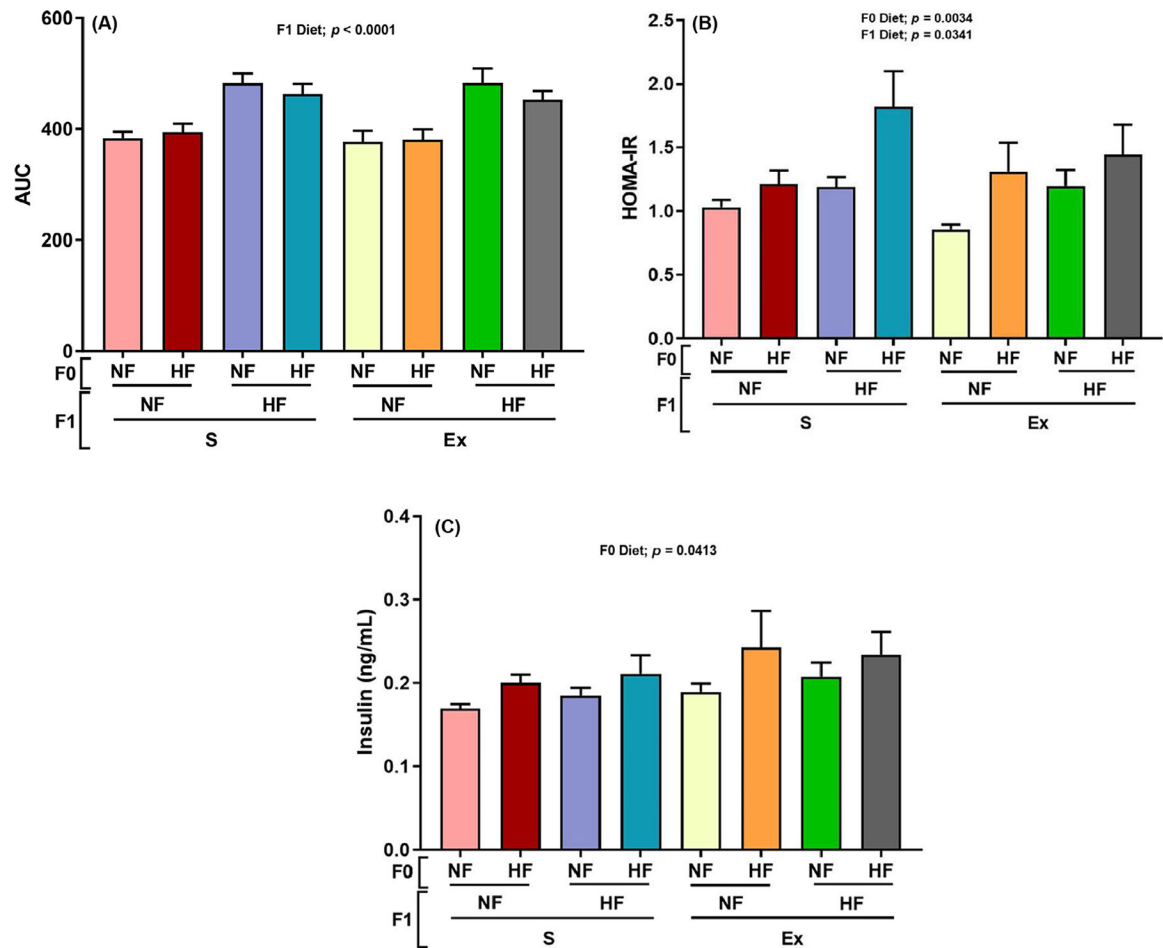 (A)
F1 Diet; p < 0.0001
600
400
200
0
AUC
F0 NF HF NF HF NF HF NF HF
F1 NF HF NF HF
S Ex
(B)
F0 Diet; p = 0.0034
F1 Diet; p = 0.0341
2.5
2.0
1.5
1.0
0.5
0.0
HOMA-IR
F0 NF HF NF HF NF HF NF HF
F1 NF HF NF HF
S Ex
(C)
F0 Diet; p = 0.0413
0.4
0.3
0.2
0.1
0.0
Insulin (ng/mL)
F0 NF HF NF HF NF HF NF HF
F1 NF HF NF HF
S Ex